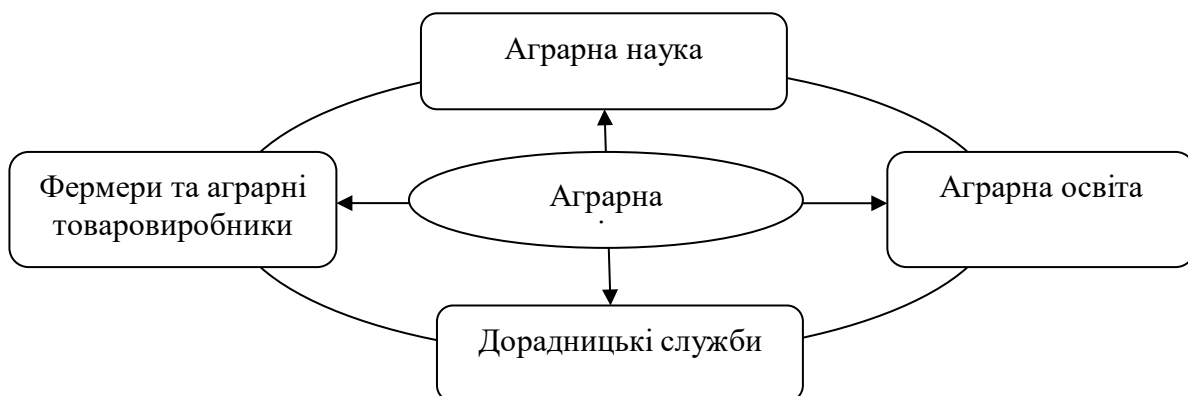 Аграрна наука
Фермери та аграрні
товаровиробники
Аграрна
Аграрна освіта
Дорадницькі служби